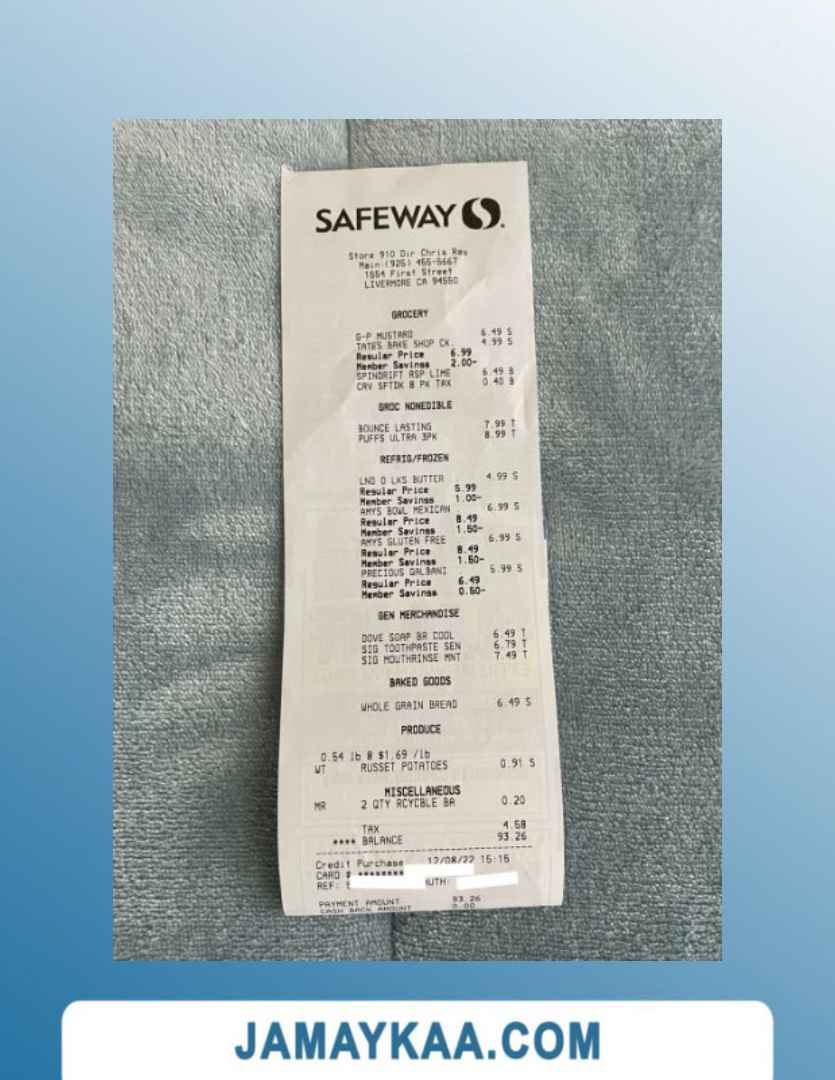 SAFEWAY
Store 910 Dir Chris Rey
Main:(925) 455-5667
1554 First Street
LIVERMORE CA 94550
GROCERY
G-P MUSTARD 6.49 S
TATES BAKE SHOP CK 4.99 S
Regular Price 6.99
Member Savings 2.00-
SPINDRIFT RSP LIME 6.49 B
CRV SFTDK 8 PK TAX 0.40 B
GROC NONEDIBLE
BOUNCE LASTING 7.99 T
PUFFS ULTRA 3PK 8.99 T
REFRIG/FROZEN
LND O LKS BUTTER 4.99 S
Regular Price 5.99
Member Savings 1.00-
AMYS BOWL MEXICAN 6.99 S
Regular Price 8.49
Member Savings 1.50-
AMYS GLUTEN FREE 6.99 S
Regular Price 8.49
Member Savings 1.50-
PRECIOUS GALBANI 5.99 S
Regular Price 6.49
Member Savings 0.50-
GEN MERCHANDISE
DOVE SOAP BR COOL 6.49 T
SIG TOOTHPASTE SEN 6.79 T
SIG MOUTHRINSE MNT 7.49 T
BAKED GOODS
WHOLE GRAIN BREAD 6.49 S
PRODUCE
0.54 lb @ $1.69 /lb
WT RUSSET POTATOES 0.91 S
MISCELLANEOUS
MR 2 QTY RCYCBLE BA 0.20
TAX 4.58
**** BALANCE 93.26
Credit Purchase 12/08/22 15:15
CARD # ********
REF: AUTH:
PAYMENT AMOUNT 93.26
CASH BACK AMOUNT 0.00
JAMAYKAA.COM